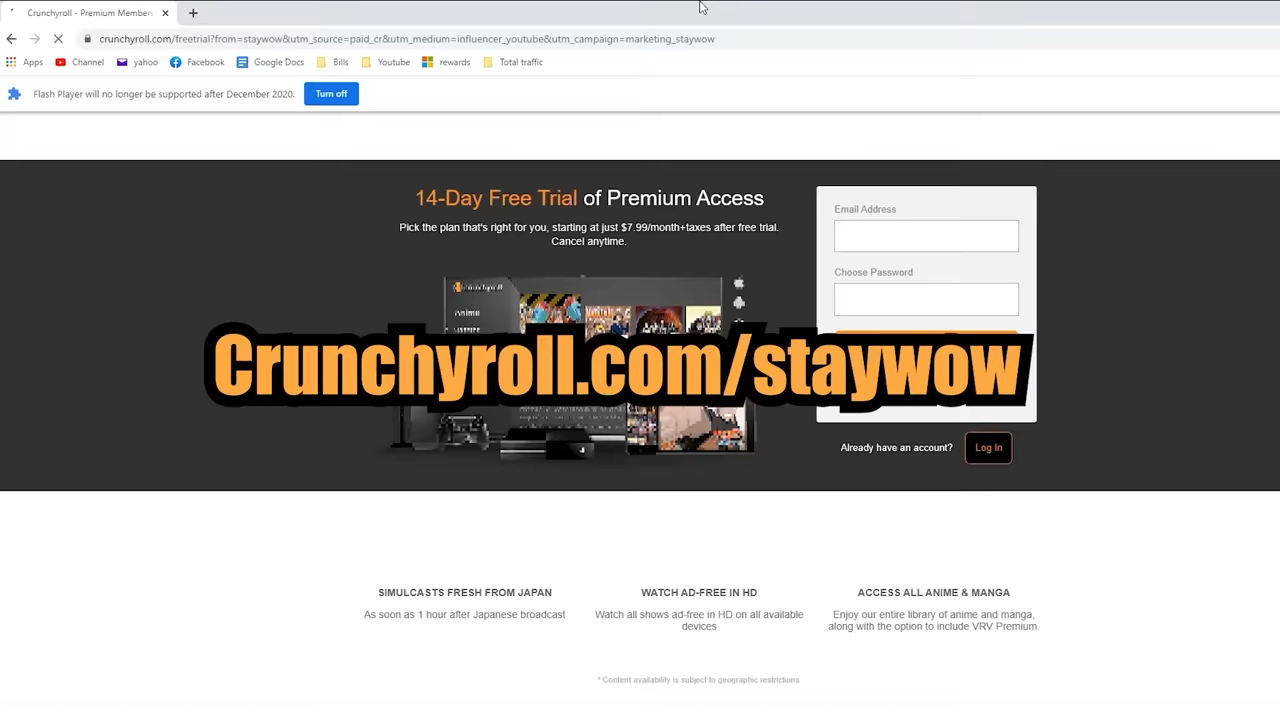 Crunchyroll - Premium Members
crunchyroll.com/freetrial?from=staywow&utm_source=paid_cr&utm_medium=influencer_youtube&utm_campaign=marketing_staywow
Apps Channel yahoo Facebook Google Docs Bills Youtube rewards Total traffic
Flash Player will no longer be supported after December 2020. Turn off
14-Day Free Trial of Premium Access
Pick the plan that's right for you, starting at just $7.99/month+taxes after free trial.
Cancel anytime.
Email Address
Choose Password
crunchyroll
Anime
Crunchyroll.com/staywow
Already have an account? Log In
SIMULCASTS FRESH FROM JAPAN
As soon as 1 hour after Japanese broadcast
WATCH AD-FREE IN HD
Watch all shows ad-free in HD on all available
devices
ACCESS ALL ANIME & MANGA
Enjoy our entire library of anime and manga,
along with the option to include VRV Premium.
* Content availability is subject to geographic restrictions